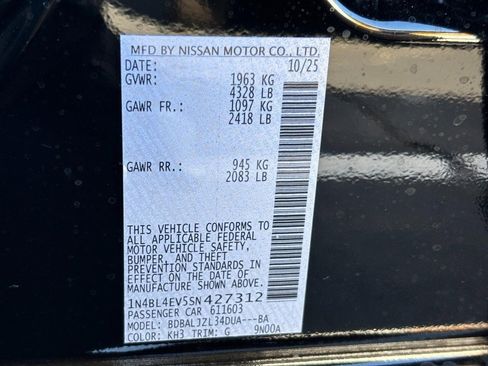 MFD BY NISSAN MOTOR CO., LTD.
DATE: 10/25
GVWR: 1963 KG
4328 LB
GAWR FR.: 1097 KG
2418 LB
GAWR RR.: 945 KG
2083 LB
THIS VEHICLE CONFORMS TO
ALL APPLICABLE FEDERAL
MOTOR VEHICLE SAFETY,
BUMPER, AND THEFT
PREVENTION STANDARDS
IN EFFECT ON THE DATE OF
MANUFACTURE SHOWN ABOVE.
1N4BL4EV5SN427312
PASSENGER CAR 611603
MODEL: BDBALJZL34DUA---BA
COLOR: KH3 TRIM: G 9N00A